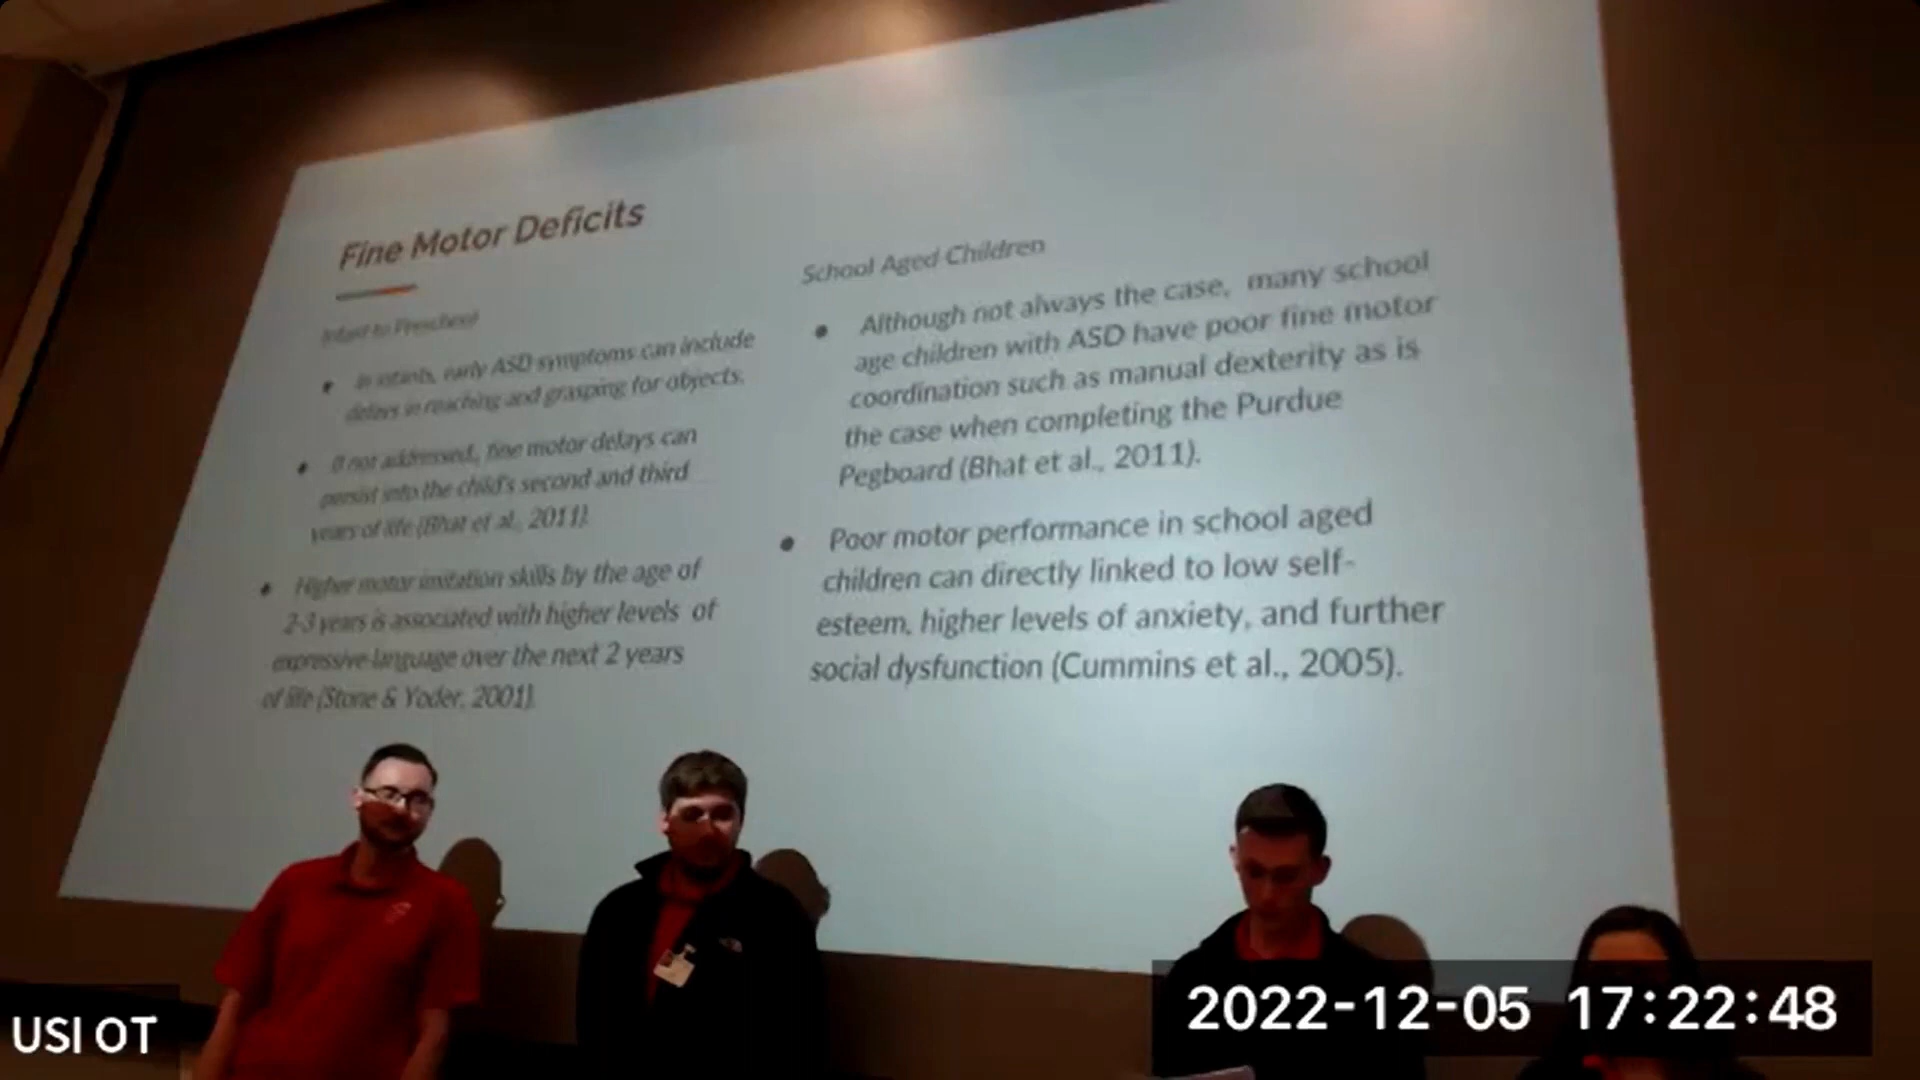 Fine Motor Deficits
Infant to Preschool
● In infants, early ASD symptoms can include
delays in reaching and grasping for objects.
● If not addressed, fine motor delays can
persist into the child's second and third
years of life (Bhat et al., 2011).
● Higher motor imitation skills by the age of
2-3 years is associated with higher levels of
expressive language over the next 2 years
of life (Stone & Yoder, 2001).
School Aged Children
● Although not always the case, many school
age children with ASD have poor fine motor
coordination such as manual dexterity as is
the case when completing the Purdue
Pegboard (Bhat et al., 2011).
● Poor motor performance in school aged
children can directly linked to low self-
esteem, higher levels of anxiety, and further
social dysfunction (Cummins et al., 2005).
USI OT
2022-12-05 17:22:48